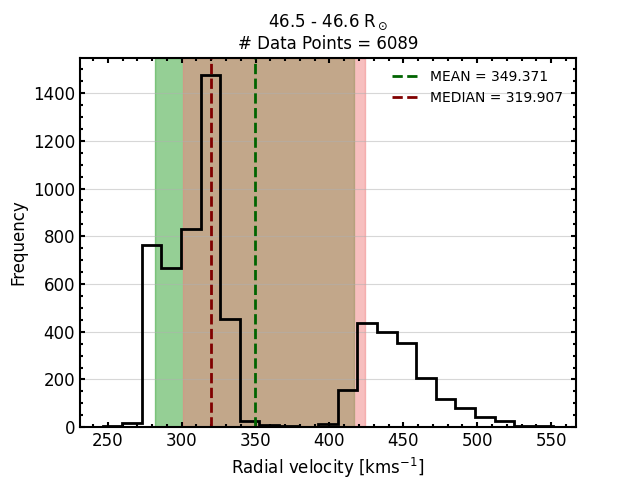 46.5 - 46.6 R⊙
# Data Points = 6089
MEAN = 349.371
MEDIAN = 319.907
Frequency
1400
1200
1000
800
600
400
200
0
250 300 350 400 450 500 550
Radial velocity [kms⁻¹]